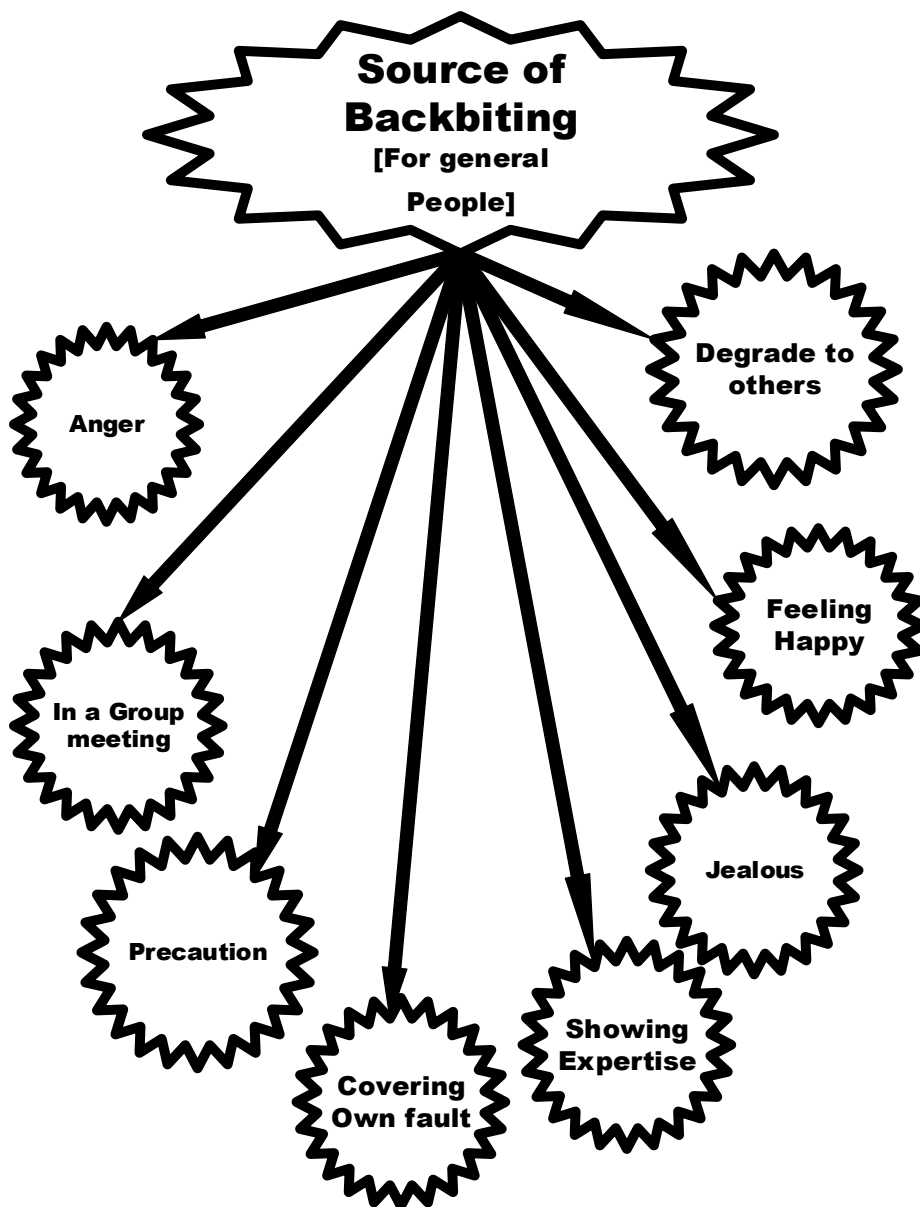 Source of
Backbiting
[For general
People]
Degrade to
others
Anger
Feeling
Happy
In a Group
meeting
Jealous
Precaution
Showing
Expertise
Covering
Own fault